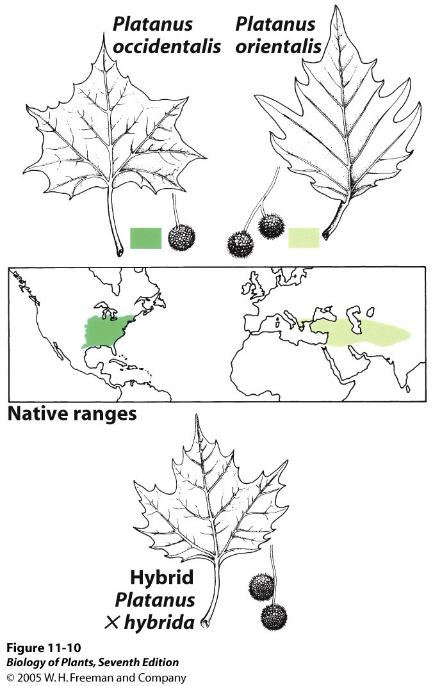 Platanus
occidentalis
Platanus
orientalis
Native ranges
Hybrid
Platanus
× hybrida
Figure 11-10
Biology of Plants, Seventh Edition
© 2005 W. H. Freeman and Company